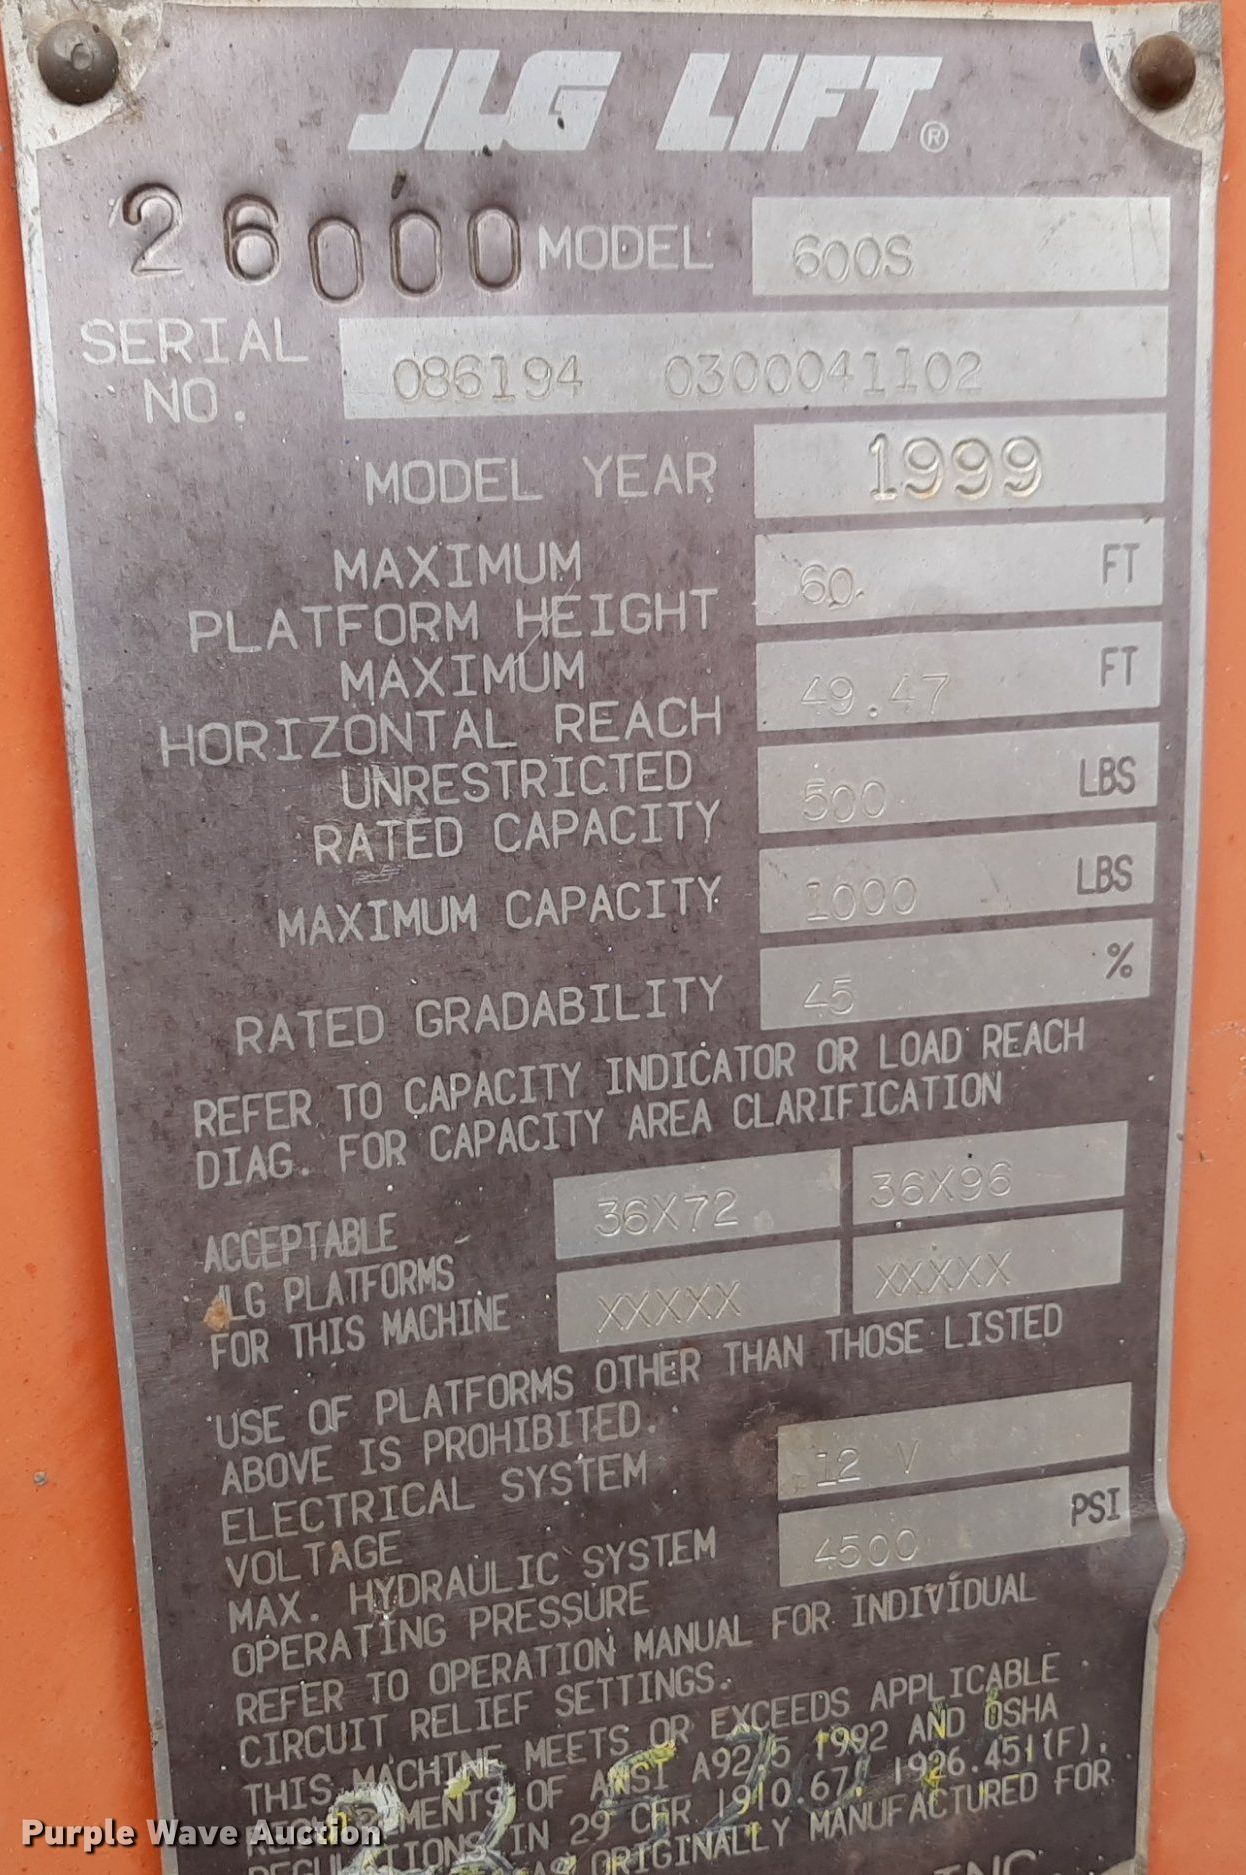 JLG LIFT®
26000 MODEL 600S
SERIAL NO. 086194 0300041102
MODEL YEAR 1999
MAXIMUM
PLATFORM HEIGHT 60 FT
MAXIMUM
HORIZONTAL REACH 49.47 FT
UNRESTRICTED
RATED CAPACITY 500 LBS
MAXIMUM CAPACITY 1000 LBS
RATED GRADABILITY 45 %
REFER TO CAPACITY INDICATOR OR LOAD REACH
DIAG. FOR CAPACITY AREA CLARIFICATION
ACCEPTABLE 36X72 36X96
JLG PLATFORMS
FOR THIS MACHINE XXXXX XXXXX
USE OF PLATFORMS OTHER THAN THOSE LISTED
ABOVE IS PROHIBITED.
ELECTRICAL SYSTEM 12 V
VOLTAGE
MAX. HYDRAULIC SYSTEM 4500 PSI
OPERATING PRESSURE
REFER TO OPERATION MANUAL FOR INDIVIDUAL
CIRCUIT RELIEF SETTINGS.
THIS MACHINE MEETS OR EXCEEDS APPLICABLE
REQUIREMENTS OF ANSI A92.5 1992 AND OSHA
REGULATIONS IN 29 CFR 1910.67, 1926.451(F),
AS ORIGINALLY MANUFACTURED FOR
INC
Purple Wave Auction